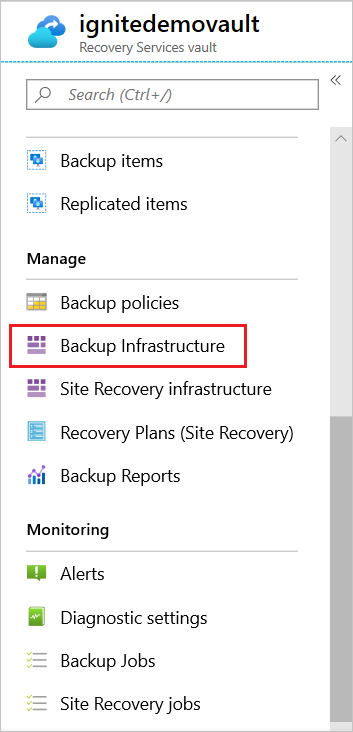 ignitedemovault
Recovery Services vault
Search (Ctrl+/)
Backup items
Replicated items
Manage
Backup policies
Backup Infrastructure
Site Recovery infrastructure
Recovery Plans (Site Recovery)
Backup Reports
Monitoring
Alerts
Diagnostic settings
Backup Jobs
Site Recovery jobs